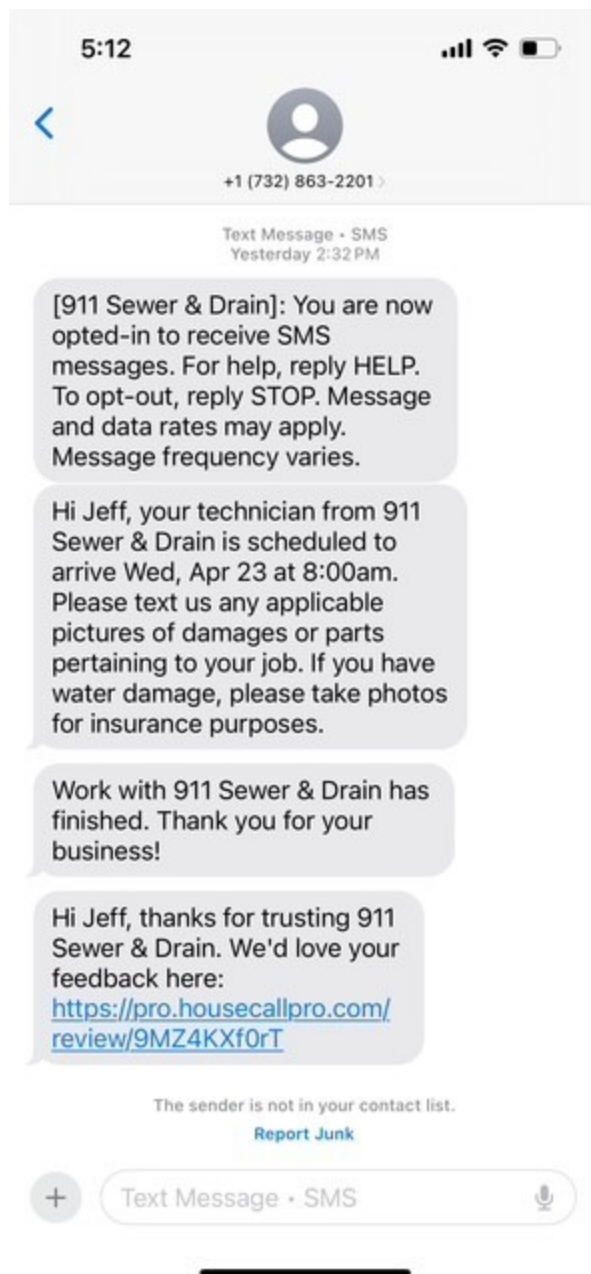 5:12
+1 (732) 863-2201
Text Message • SMS
Yesterday 2:32 PM
[911 Sewer & Drain]: You are now
opted-in to receive SMS
messages. For help, reply HELP.
To opt-out, reply STOP. Message
and data rates may apply.
Message frequency varies.
Hi Jeff, your technician from 911
Sewer & Drain is scheduled to
arrive Wed, Apr 23 at 8:00am.
Please text us any applicable
pictures of damages or parts
pertaining to your job. If you have
water damage, please take photos
for insurance purposes.
Work with 911 Sewer & Drain has
finished. Thank you for your
business!
Hi Jeff, thanks for trusting 911
Sewer & Drain. We'd love your
feedback here:
https://pro.housecallpro.com/
review/9MZ4KXf0rT
The sender is not in your contact list.
Report Junk
Text Message • SMS